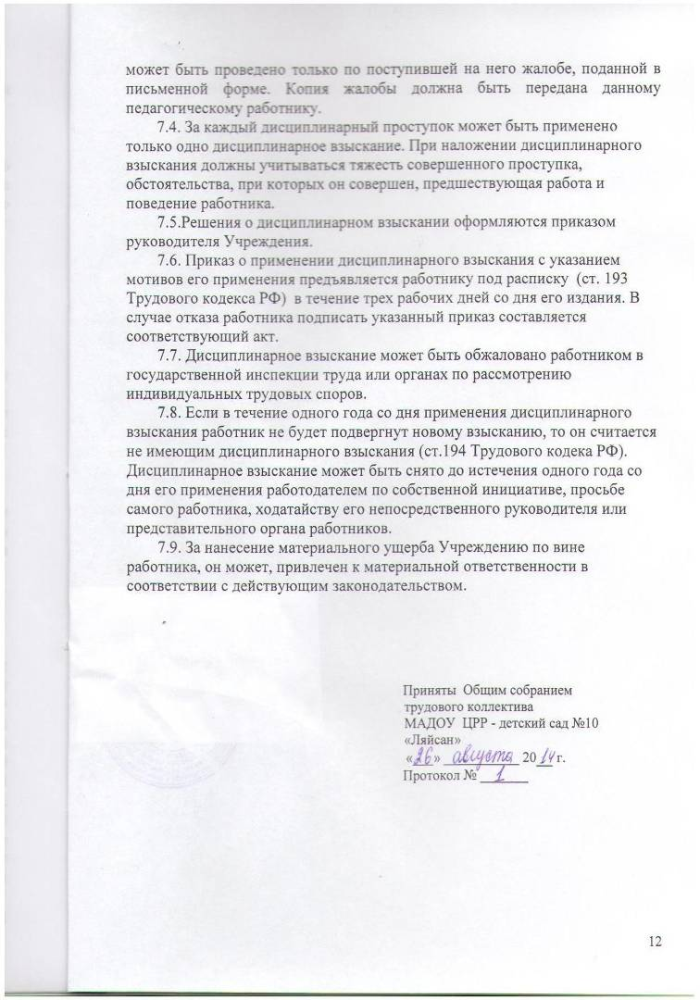 может быть проведено только по поступившей на него жалобе, поданной в
письменной форме. Копия жалобы должна быть передана данному
педагогическому работнику.
7.4. За каждый дисциплинарный проступок может быть применено
только одно дисциплинарное взыскание. При наложении дисциплинарного
взыскания должны учитываться тяжесть совершенного проступка,
обстоятельства, при которых он совершен, предшествующая работа и
поведение работника.
7.5.Решения о дисциплинарном взыскании оформляются приказом
руководителя Учреждения.
7.6. Приказ о применении дисциплинарного взыскания с указанием
мотивов его применения предъявляется работнику под расписку (ст. 193
Трудового кодекса РФ) в течение трех рабочих дней со дня его издания. В
случае отказа работника подписать указанный приказ составляется
соответствующий акт.
7.7. Дисциплинарное взыскание может быть обжаловано работником в
государственной инспекции труда или органах по рассмотрению
индивидуальных трудовых споров.
7.8. Если в течение одного года со дня применения дисциплинарного
взыскания работник не будет подвергнут новому взысканию, то он считается
не имеющим дисциплинарного взыскания (ст.194 Трудового кодека РФ).
Дисциплинарное взыскание может быть снято до истечения одного года со
дня его применения работодателем по собственной инициативе, просьбе
самого работника, ходатайству его непосредственного руководителя или
представительного органа работников.
7.9. За нанесение материального ущерба Учреждению по вине
работника, он может, привлечен к материальной ответственности в
соответствии с действующим законодательством.
Приняты Общим собранием
трудового коллектива
МАДОУ ЦРР - детский сад №10
«Ляйсан»
«26» августа 2014 г.
Протокол № 1
12